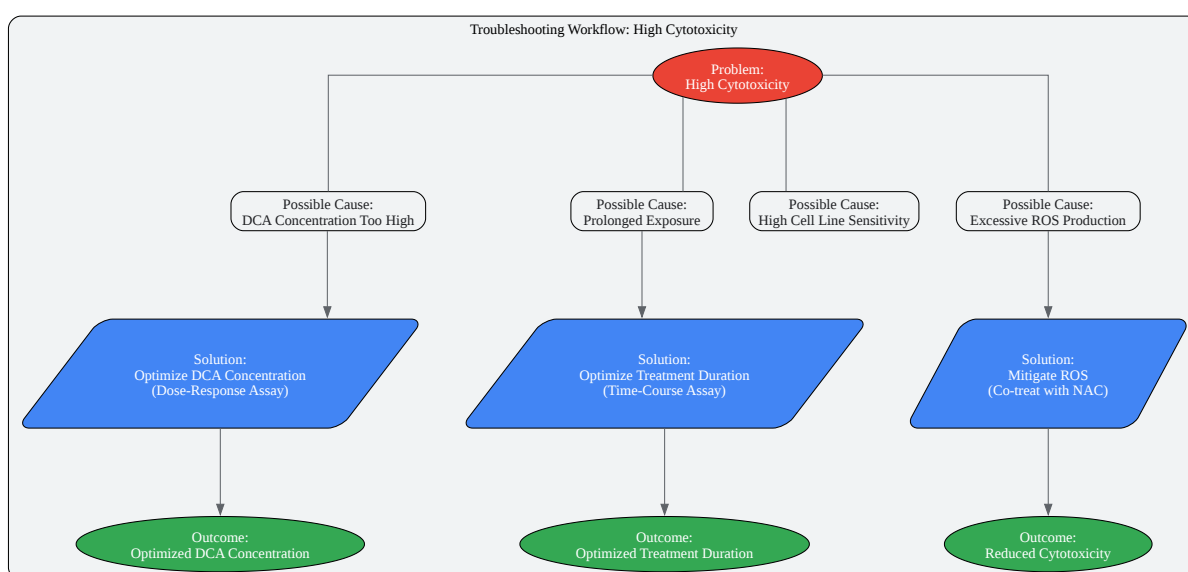 Troubleshooting Workflow: High Cytotoxicity
Problem:
High Cytotoxicity
Possible Cause:
DCA Concentration Too High
Possible Cause:
Prolonged Exposure
Possible Cause:
High Cell Line Sensitivity
Possible Cause:
Excessive ROS Production
Solution:
Optimize DCA Concentration
(Dose-Response Assay)
Solution:
Optimize Treatment Duration
(Time-Course Assay)
Solution:
Mitigate ROS
(Co-treat with NAC)
Outcome:
Optimized DCA Concentration
Outcome:
Optimized Treatment Duration
Outcome:
Reduced Cytotoxicity